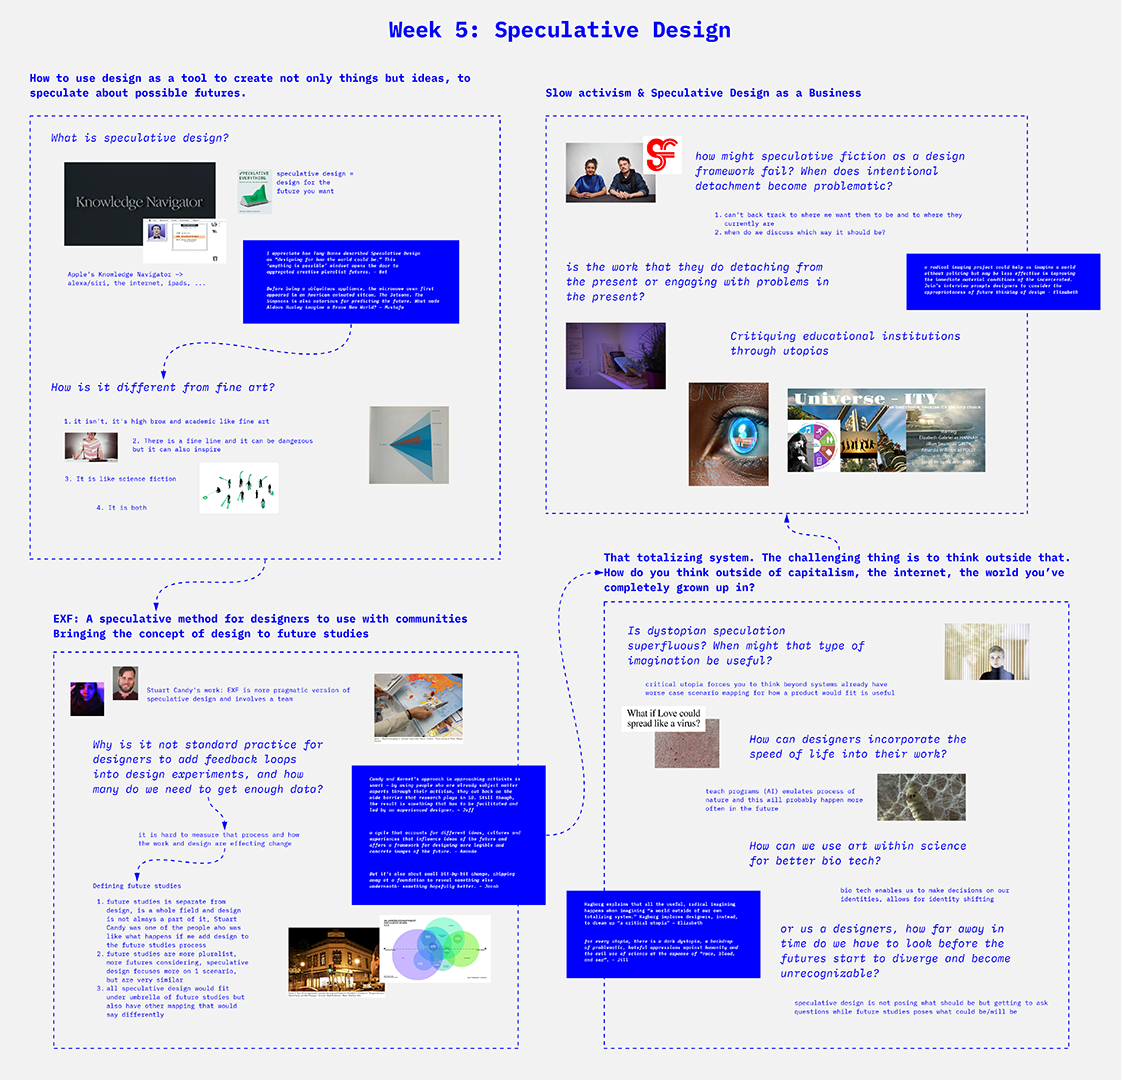 Week 5: Speculative Design
How to use design as a tool to create not only things but ideas, to
speculate about possible futures.
What is speculative design?
Knowledge Navigator
SPECULATIVE
EVERYTHING
speculative design =
design for the
future you want
Apple's Knowledge Navigator ->
alexa/siri, the internet, ipads, ...
I appreciate how Tony Dunne described Speculative Design
as "designing for how the world could be." This
'anything is possible' mindset opens the door to
aggregated creative pluralist futures. - Bat
Before being a ubiquitous appliance, the microwave over first
appeared in an American animated sitcom, The Jetsons. The
Simpsons is also notorious for predicting the future. What made
Aldous Huxley imagine a Brave New World? - Mustafa
How is it different from fine art?
1. it isn't, it's high brow and academic like fine art
2. There is a fine line and it can be dangerous
but it can also inspire
3. It is like science fiction
4. It is both
EXF: A speculative method for designers to use with communities
Bringing the concept of design to future studies
Stuart Candy's work: EXF is more pragmatic version of
speculative design and involves a team
Why is it not standard practice for
designers to add feedback loops
into design experiments, and how
many do we need to get enough data?
it is hard to measure that process and how
the work and design are effecting change
Defining future studies
1. future studies is separate from
design, is a whole field and design
is not always a part of it, Stuart
Candy was one of the people who was
like what happens if we add design to
the future studies process
2. future studies are more pluralist,
more futures considering, speculative
design focuses more on 1 scenario,
but are very similar
3. all speculative design would fit
under umbrella of future studies but
also have other mapping that would
say differently
Candy and Kornet's approach in approaching activists is
smart - by using people who are already subject matter
experts through their activism, they cut back on the
wide barrier that research plays in SD. Still though,
the result is something that has to be facilitated and
led by an experienced designer. - Jeff
a cycle that accounts for different ideas, cultures and
experiences that influence ideas of the future and
offers a framework for designing more legible and
concrete images of the future. -
But it's also about small bit-by-bit change, chipping
away at a foundation to reveal something else
underneath- something hopefully better. - Jacob
Slow activism & Speculative Design as a Business
SF
how might speculative fiction as a design
framework fail? When does intentional
detachment become problematic?
1. can't back track to where we want them to be and to where they
currently are
2. when do we discuss which way it should be?
is the work that they do detaching from
the present or engaging with problems in
the present?
a radical imaging project could help us imagine a world
without policing but may be less effective in improving
the immediate material conditions of the incarcerated.
Jain's interview prompts designers to consider the
appropriateness of future thinking of design - Elizabeth
Critiquing educational institutions
through utopias
Universe - ITY
Elizabeth Gabriel as HANNAH
That totalizing system. The challenging thing is to think outside that.
How do you think outside of capitalism, the internet, the world you've
completely grown up in?
Is dystopian speculation
superfluous? When might that type of
imagination be useful?
critical utopia forces you to think beyond systems already have
worse case scenario mapping for how a product would fit is useful
What if Love could
spread like a virus?
How can designers incorporate the
speed of life into their work?
teach programs (AI) emulates process of
nature and this will probably happen more
often in the future
How can we use art within science
for better bio tech?
bio tech enables us to make decisions on our
identities, allows for identity shifting
Hagborg explains that all the useful, radical imagining
happens when imagining "a world outside of our own
totalizing system." Hagborg implores designers, instead,
to dream up "a critical utopia" - Elizabeth
for every utopia, there is a dark dystopia, a backdrop
of problematic, hateful oppressions against humanity and
the evil use of science at the expense of "race, blood,
and sex". - Jill
or us a designers, how far away in
time do we have to look before the
futures start to diverge and become
unrecognizable?
speculative design is not posing what should be but getting to ask
questions while future studies poses what could be/will be